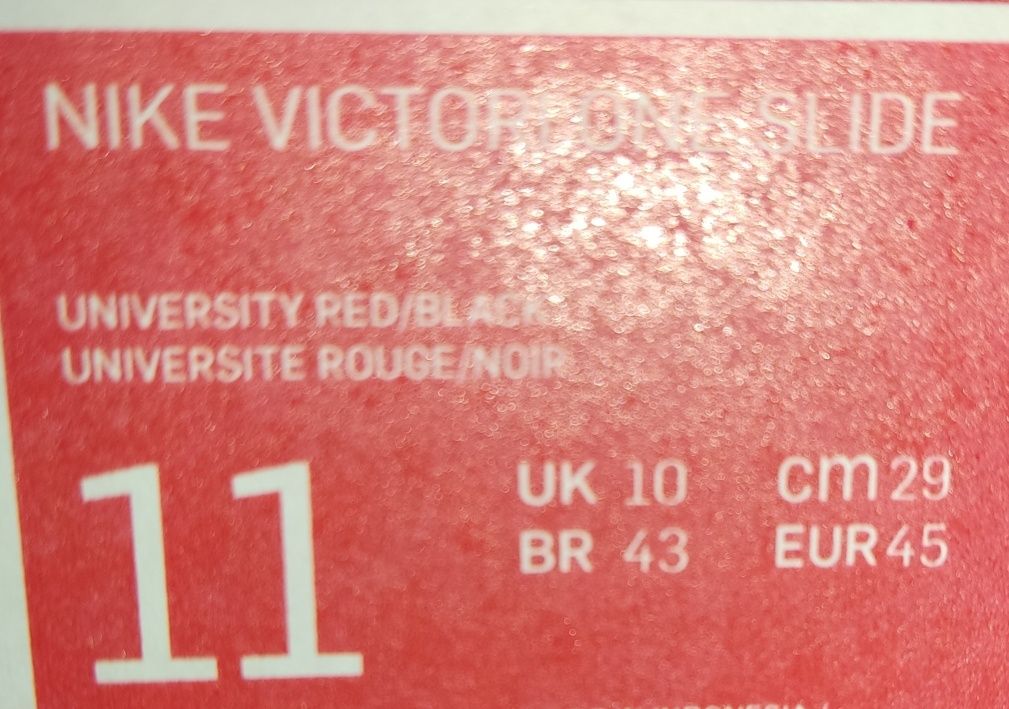 NIKE VICTORI ONE SLIDE
UNIVERSITY RED/BLACK
UNIVERSITE ROUGE/NOIR
11
UK 10 cm 29
BR 43 EUR 45